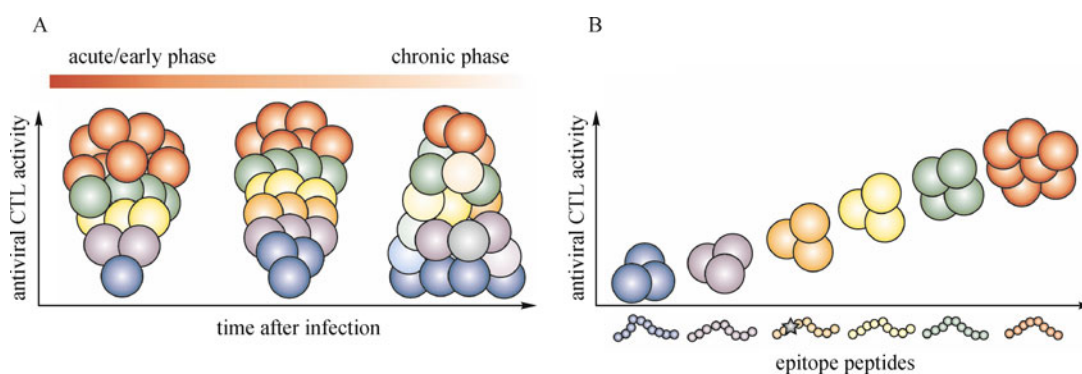 A
acute/early phase
chronic phase
antiviral CTL activity
time after infection
B
antiviral CTL activity
epitope peptides